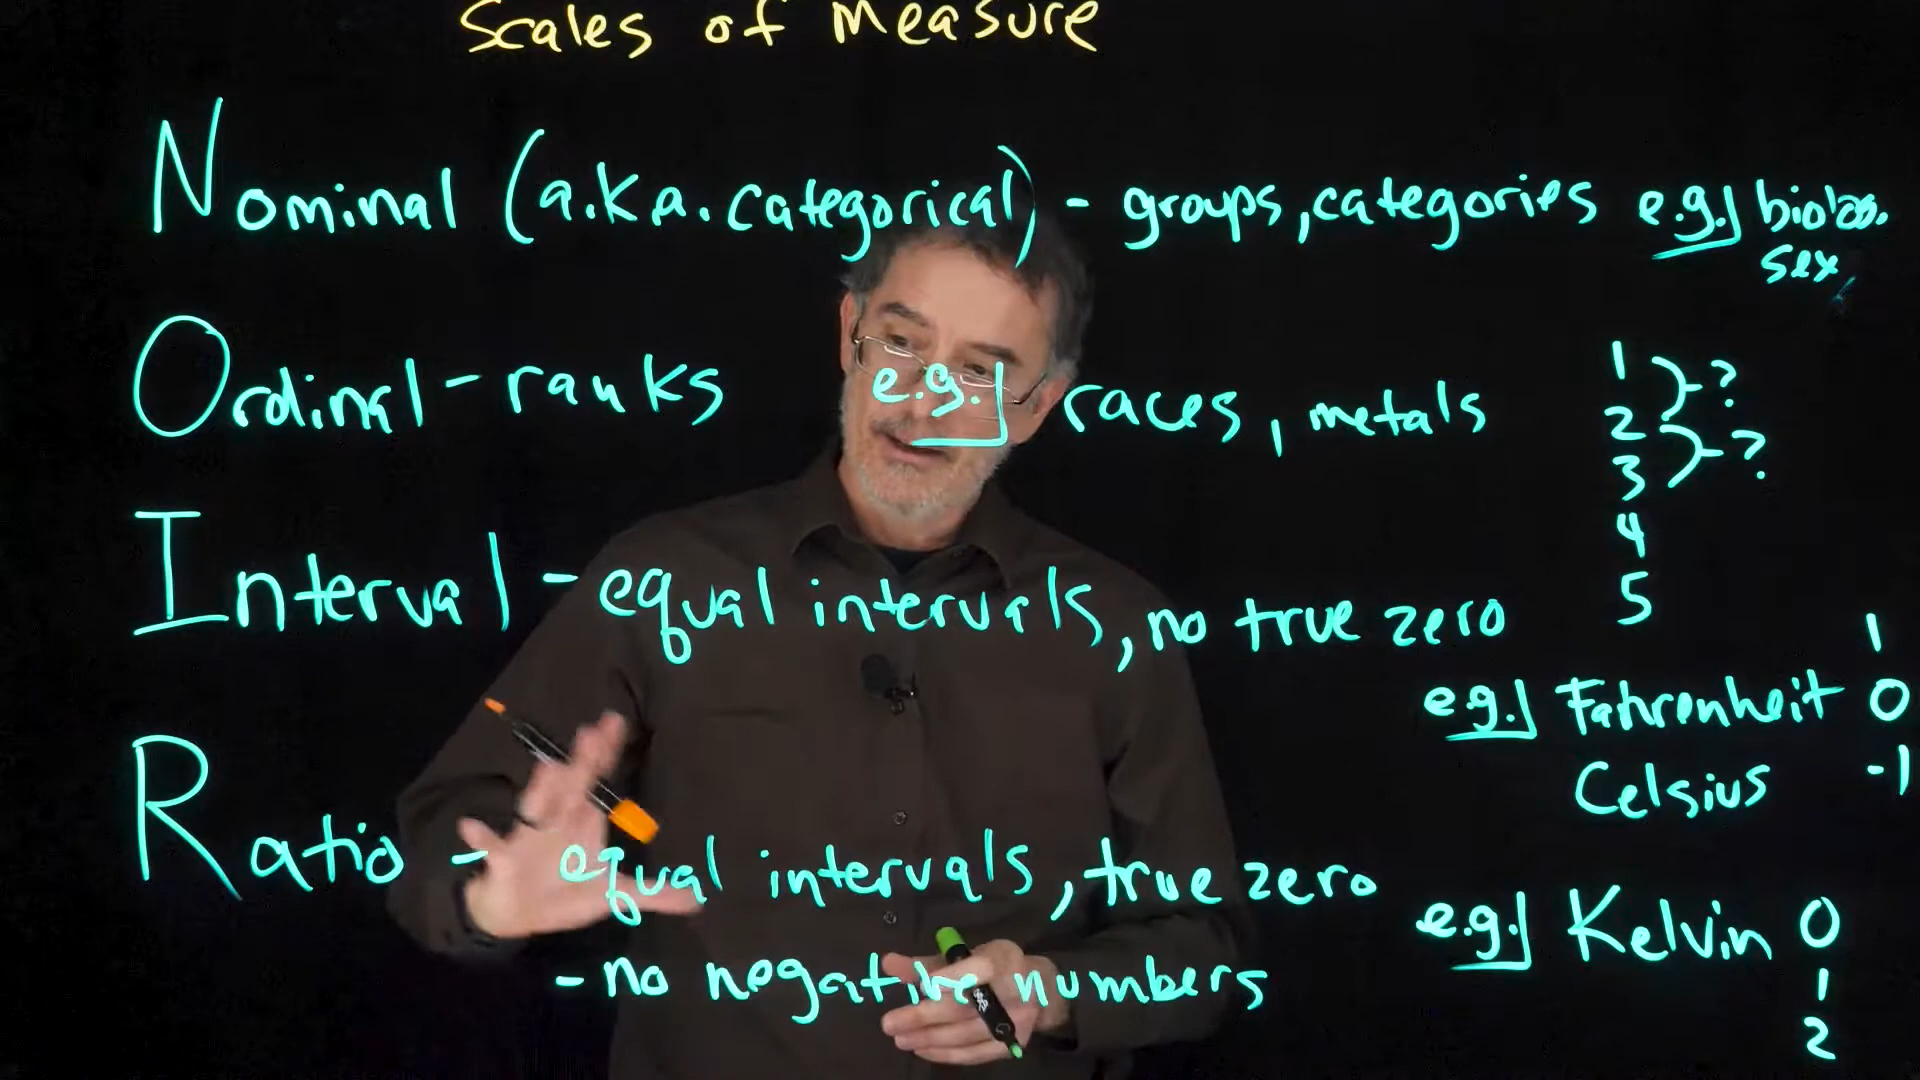 Scales of Measure
Nominal (a.k.a. categorical) - groups, categories e.g.
sex,
Ordinal - ranks e.g. races, metals
1
2
3
4
5
?
?
Interval - equal intervals, no true zero
e.g. Fahrenheit
Celsius
1
0
-1
Ratio - equal intervals, true zero
- no negative numbers
e.g. Kelvin 0
1
2